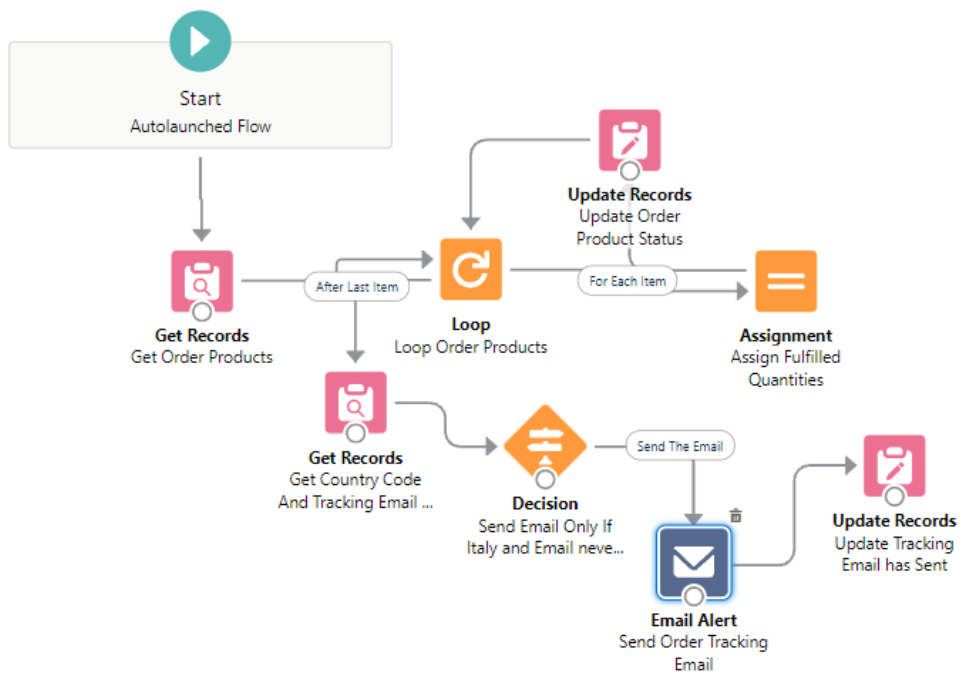 Start
Autolaunched Flow
Update Records
Update Order
Product Status
After Last Item
For Each Item
Get Records
Get Order Products
Loop
Loop Order Products
Assignment
Assign Fulfilled
Quantities
Get Records
Get Country Code
And Tracking Email ...
Send The Email
Decision
Send Email Only If
Italy and Email neve...
Update Records
Update Tracking
Email has Sent
Email Alert
Send Order Tracking
Email